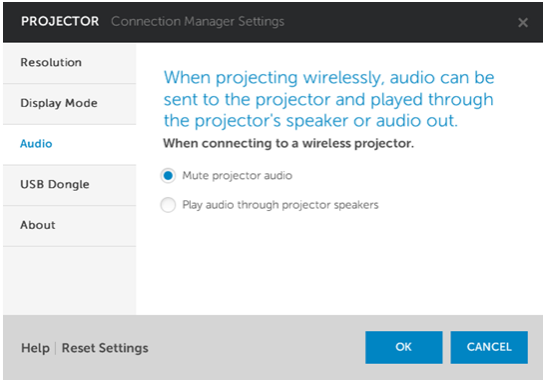 PROJECTOR Connection Manager Settings
Resolution
Display Mode
Audio
USB Dongle
About
When projecting wirelessly, audio can be
sent to the projector and played through
the projector's speaker or audio out.
When connecting to a wireless projector.
Mute projector audio
Play audio through projector speakers
Help | Reset Settings
OK
CANCEL